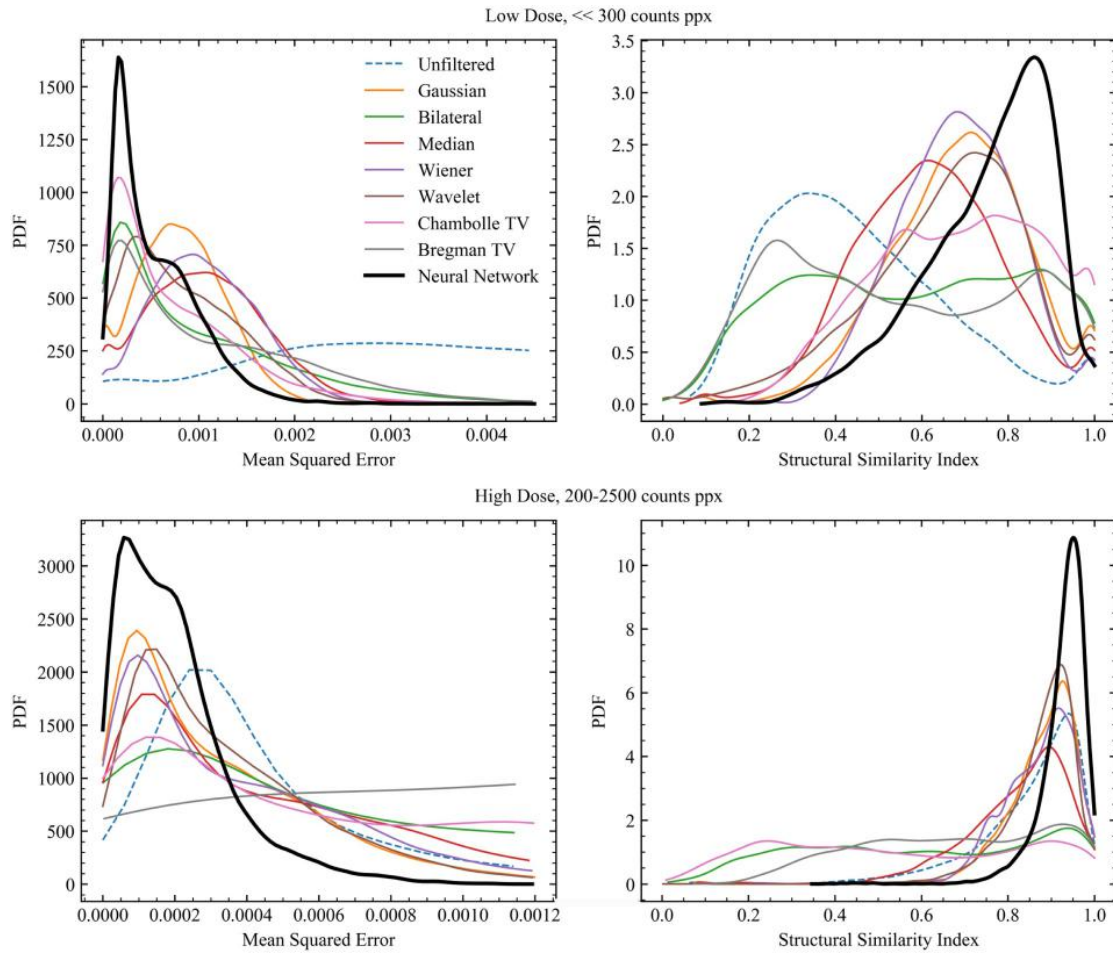 Low Dose, << 300 counts ppx
PDF
1500
1250
1000
750
500
250
0
Unfiltered
Gaussian
Bilateral
Median
Wiener
Wavelet
Chambolle TV
Bregman TV
Neural Network
0.000 0.001 0.002 0.003 0.004
Mean Squared Error
PDF
3.5
3.0
2.5
2.0
1.5
1.0
0.5
0.0
0.0 0.2 0.4 0.6 0.8 1.0
Structural Similarity Index
High Dose, 200-2500 counts ppx
PDF
3000
2500
2000
1500
1000
500
0
0.0000 0.0002 0.0004 0.0006 0.0008 0.0010 0.0012
Mean Squared Error
PDF
10
8
6
4
2
0
0.0 0.2 0.4 0.6 0.8 1.0
Structural Similarity Index